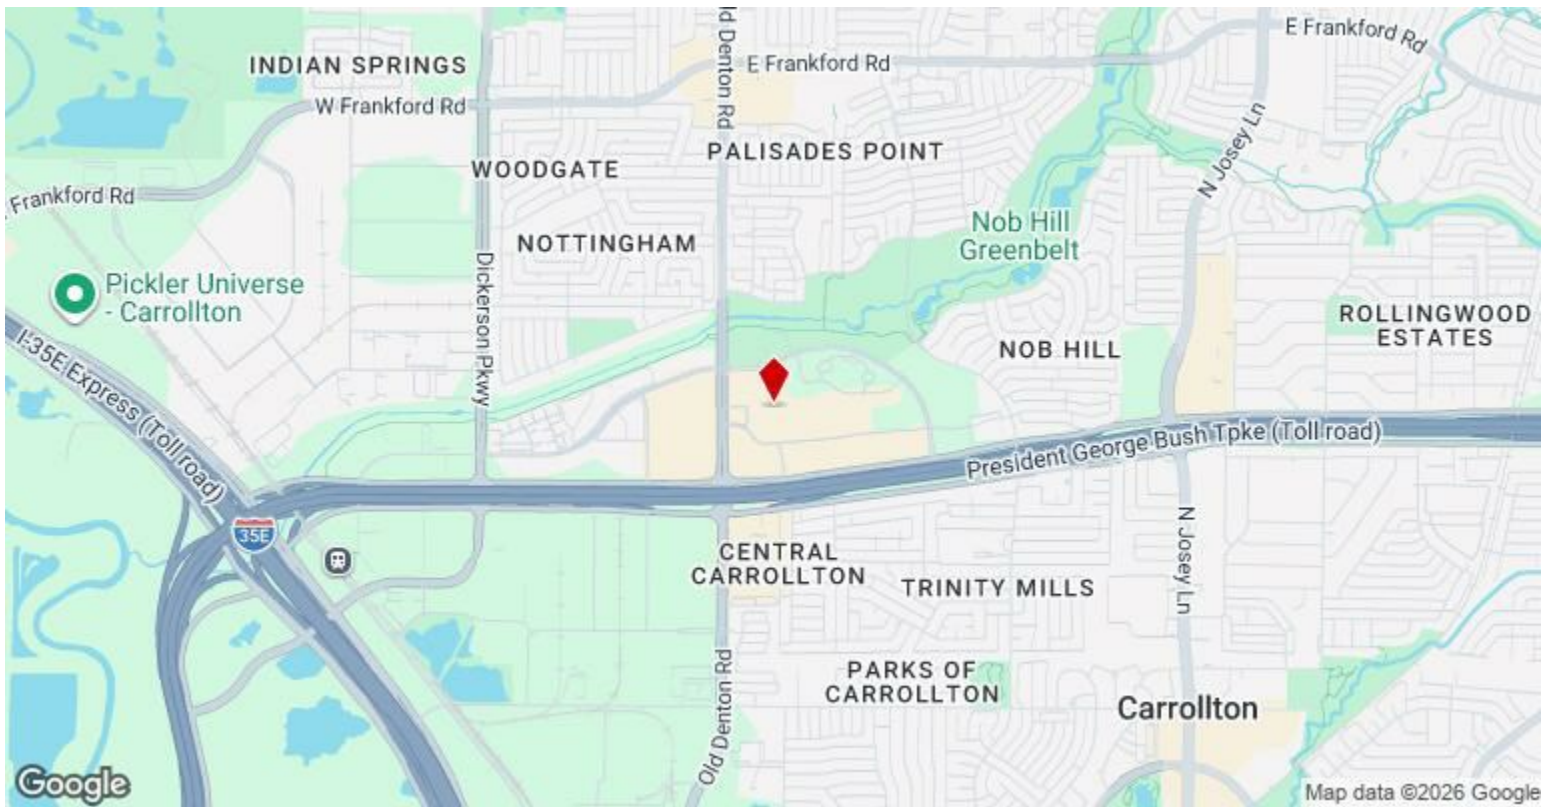 E Frankford Rd
ld Denton Rd
INDIAN SPRINGS
E Frankford Rd
W Frankford Rd
N Josey Ln
WOODGATE
PALISADES POINT
Frankford Rd
Nob Hill
Greenbelt
NOTTINGHAM
Dickerson Pkwy
Pickler Universe
- Carrollton
ROLLINGWOOD
ESTATES
NOB HILL
I-35E Express (Toll road)
President George Bush Tpke (Toll road)
35E
N Josey Ln
CENTRAL
CARROLLTON
TRINITY MILLS
Old Denton Rd
PARKS OF
CARROLLTON
Carrollton
Google
Map data ©2026 Google